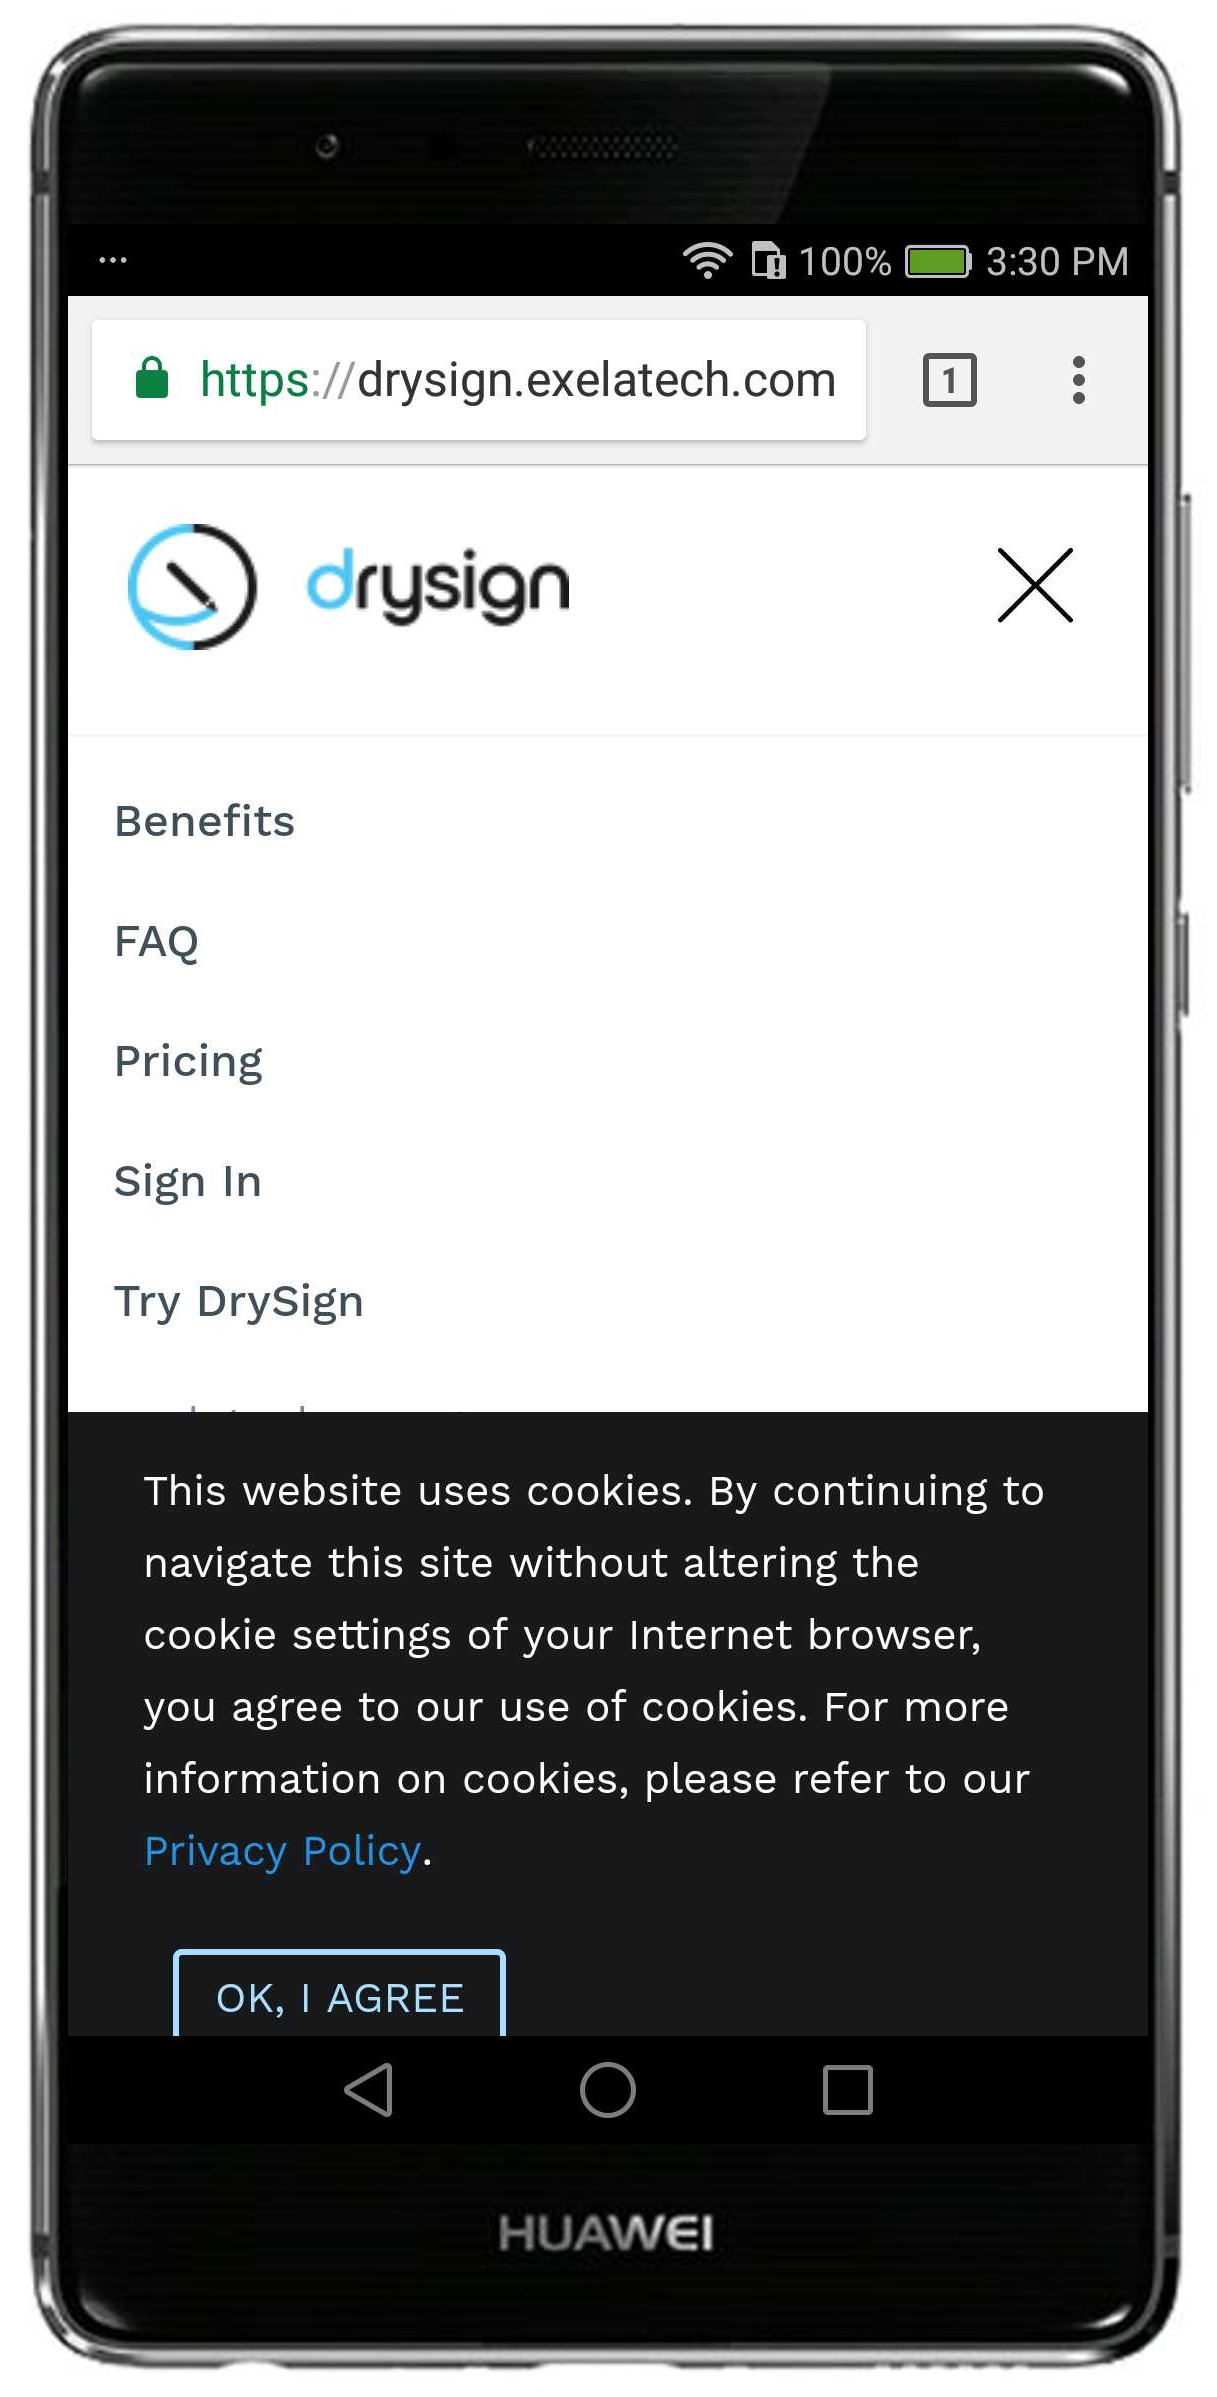 ... 100% 3:30 PM
https://drysign.exelatech.com 1
drysign
Benefits
FAQ
Pricing
Sign In
Try DrySign
This website uses cookies. By continuing to
navigate this site without altering the
cookie settings of your Internet browser,
you agree to our use of cookies. For more
information on cookies, please refer to our
Privacy Policy.
OK, I AGREE
HUAWEI